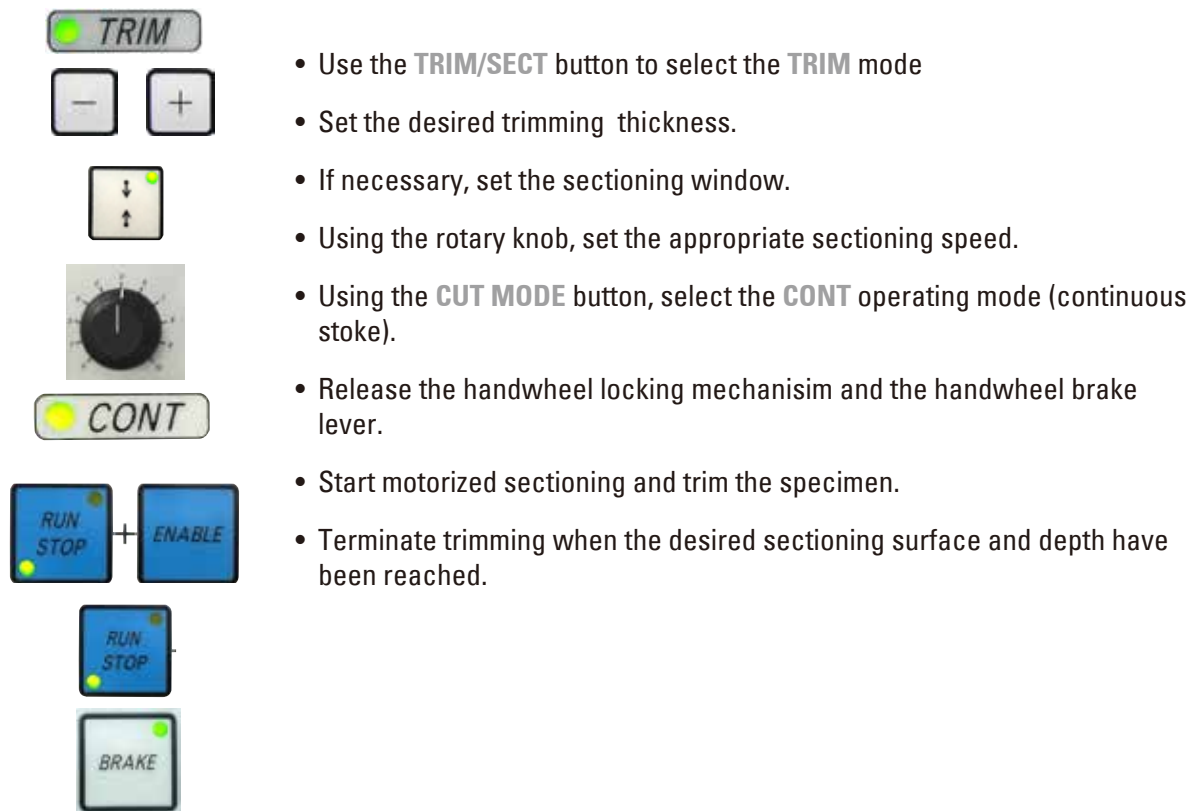 TRIM
− +
• Use the TRIM/SECT button to select the TRIM mode
• Set the desired trimming thickness.
• If necessary, set the sectioning window.
• Using the rotary knob, set the appropriate sectioning speed.
• Using the CUT MODE button, select the CONT operating mode (continuous
stoke).
CONT
• Release the handwheel locking mechanisim and the handwheel brake
lever.
RUN
STOP + ENABLE
• Start motorized sectioning and trim the specimen.
• Terminate trimming when the desired sectioning surface and depth have
been reached.
RUN
STOP
BRAKE